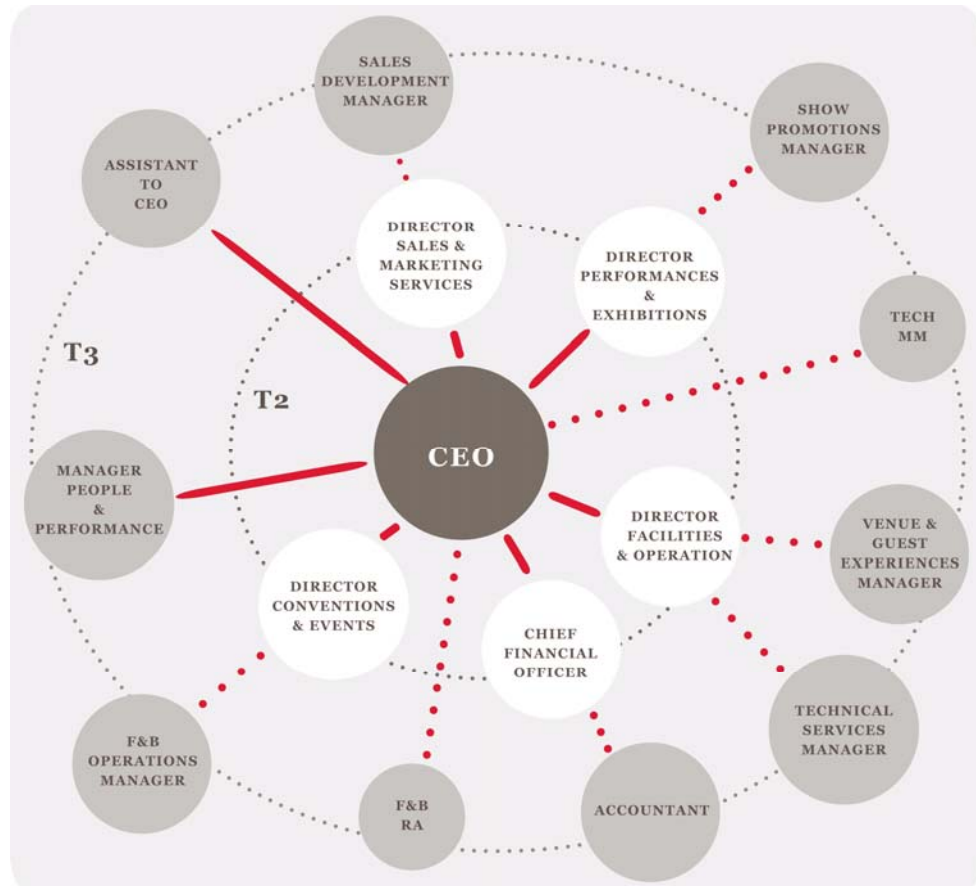 SALES
DEVELOPMENT
MANAGER
SHOW
PROMOTIONS
MANAGER
ASSISTANT
TO
CEO
DIRECTOR
SALES &
MARKETING
SERVICES
DIRECTOR
PERFORMANCES
&
EXHIBITIONS
TECH
MM
T3
T2
CEO
MANAGER
PEOPLE
&
PERFORMANCE
DIRECTOR
FACILITIES
& OPERATION
VENUE &
GUEST
EXPERIENCES
MANAGER
DIRECTOR
CONVENTIONS
& EVENTS
CHIEF
FINANCIAL
OFFICER
TECHNICAL
SERVICES
MANAGER
F&B
OPERATIONS
MANAGER
F&B
RA
ACCOUNTANT